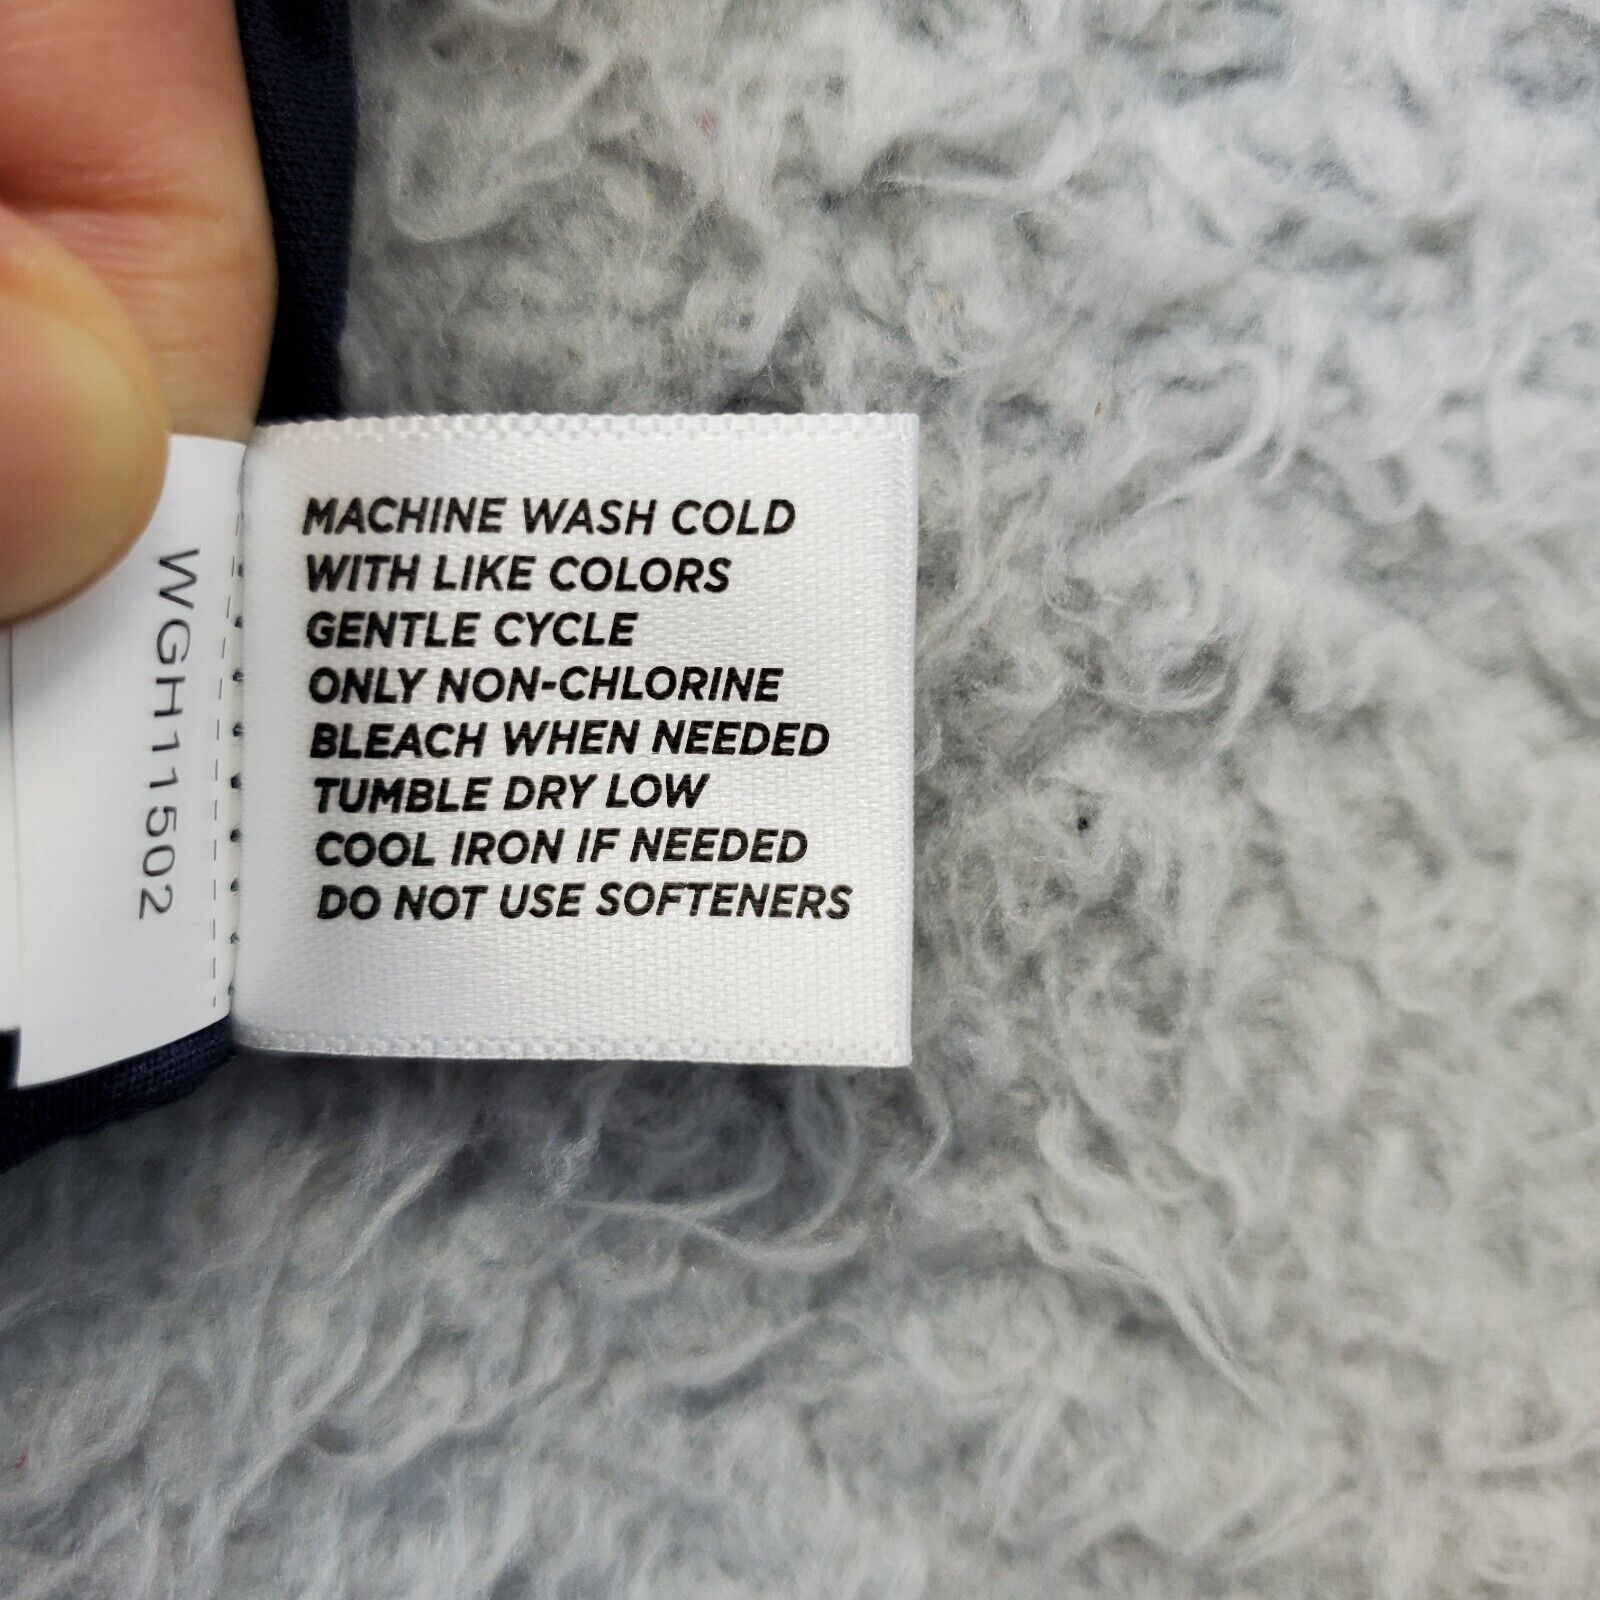 MACHINE WASH COLD
WITH LIKE COLORS
GENTLE CYCLE
ONLY NON-CHLORINE
BLEACH WHEN NEEDED
TUMBLE DRY LOW
COOL IRON IF NEEDED
DO NOT USE SOFTENERS
WGH11502